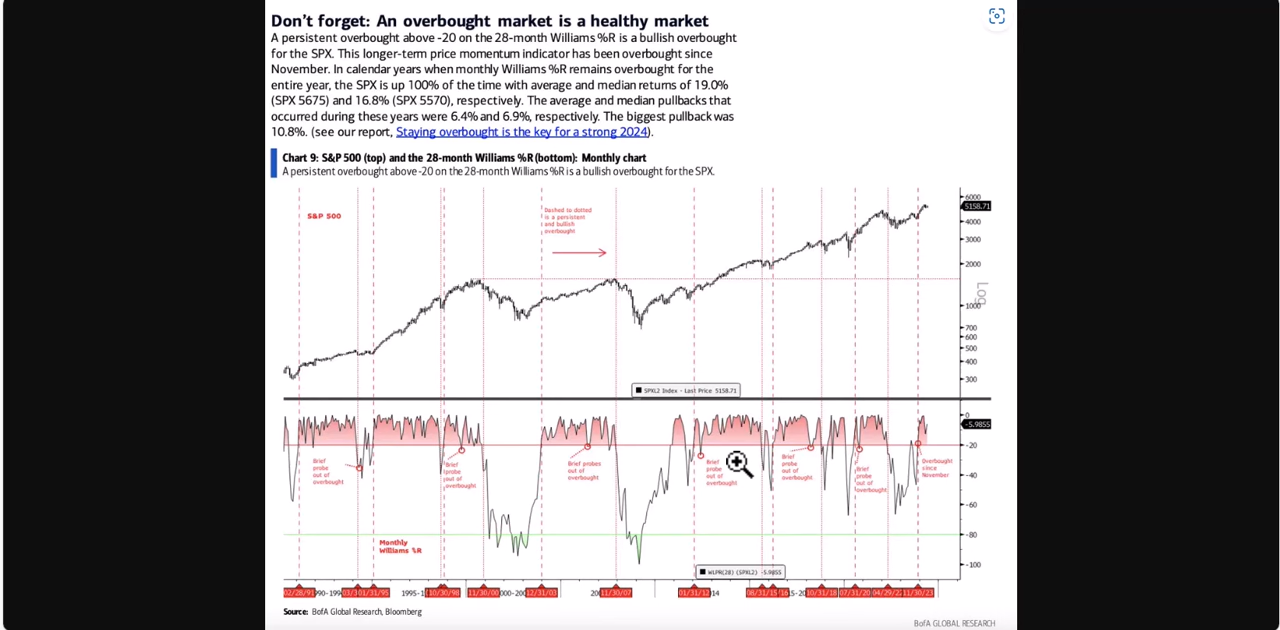 Don't forget: An overbought market is a healthy market
A persistent overbought above -20 on the 28-month Williams %R is a bullish overbought
for the SPX. This longer-term price momentum indicator has been overbought since
November. In calendar years when monthly Williams %R remains overbought for the
entire year, the SPX is up 100% of the time with average and median returns of 19.0%
(SPX 5675) and 16.8% (SPX 5570), respectively. The average and median pullbacks that
occurred during these years were 6.4% and 6.9%, respectively. The biggest pullback was
10.8%. (see our report, Staying overbought is the key for a strong 2024).
Chart 9: S&P 500 (top) and the 28-month Williams %R (bottom): Monthly chart
A persistent overbought above -20 on the 28-month Williams %R is a bullish overbought for the SPX.
S&P 500
Dashed to dotted
is a persistent
and bullish
overbought
6000
5158.71
4000
3000
2000
1000
700
600
500
400
300
Log
SPXL2 Index - Last Price 5158.71
0
-5.9855
-20
-40
-60
-80
-100
Brief
probe
out of
overbought
Brief
probe
out of
overbought
Brief probes
out of
overbought
Brief
probe
out of
overbought
Brief
probe
out of
overbought
Brief
probe
out of
overbought
Overbought
since
November
Monthly
Williams %R
WLPR(28) (SPXL2) -5.9855
02/28/91
01/31/95
10/30/98
11/30/00
12/31/03
11/30/07
01/31/13
08/31/15
10/31/18
07/31/20
04/29/22
11/30/23
Source: BofA Global Research, Bloomberg
BofA GLOBAL RESEARCH